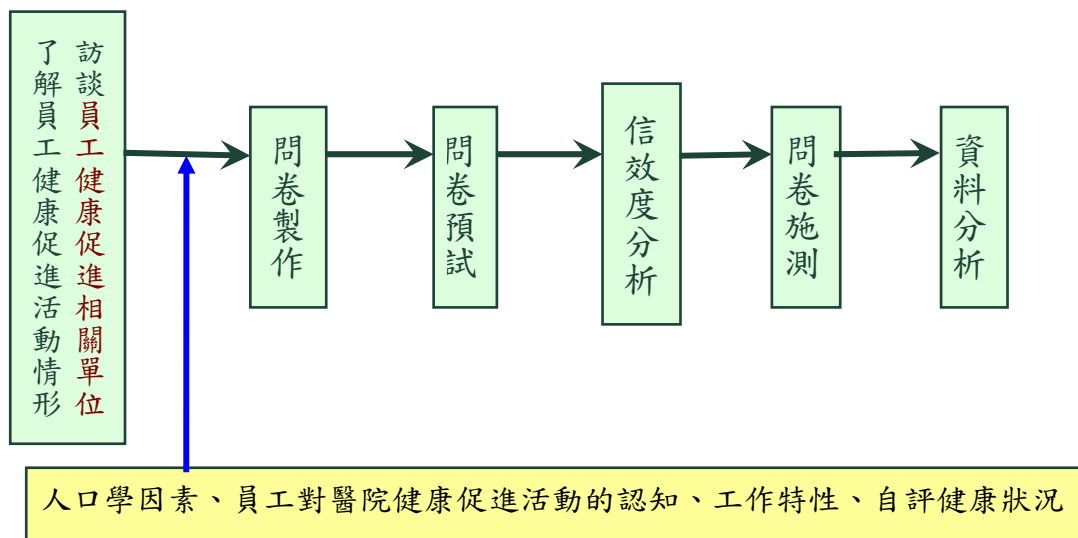 訪談員工健康促進相關單位
了解員工健康促進活動情形
問卷製作
問卷預試
信效度分析
問卷施測
資料分析
人口學因素、員工對醫院健康促進活動的認知、工作特性、自評健康狀況